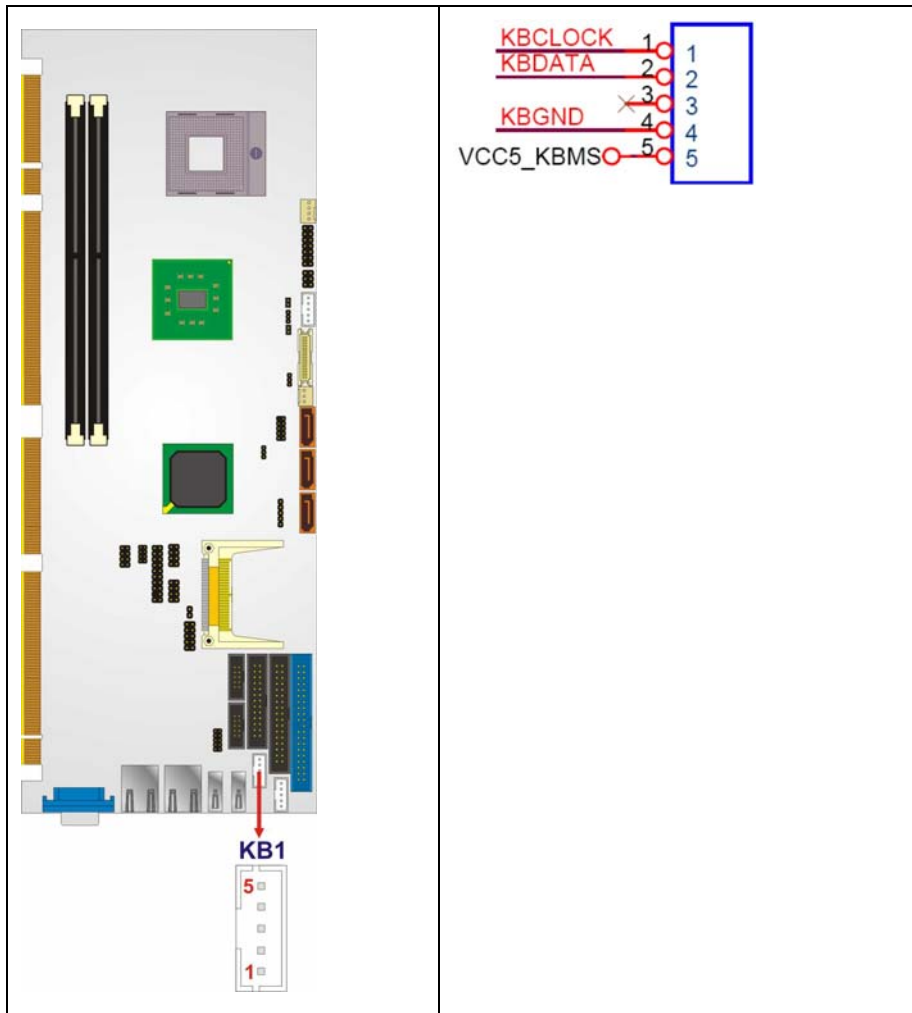 KBCLOCK 1 1
KBDATA 2 2
3 3
KBGND 4 4
VCC5_KBMS 5 5
KB1
5
1